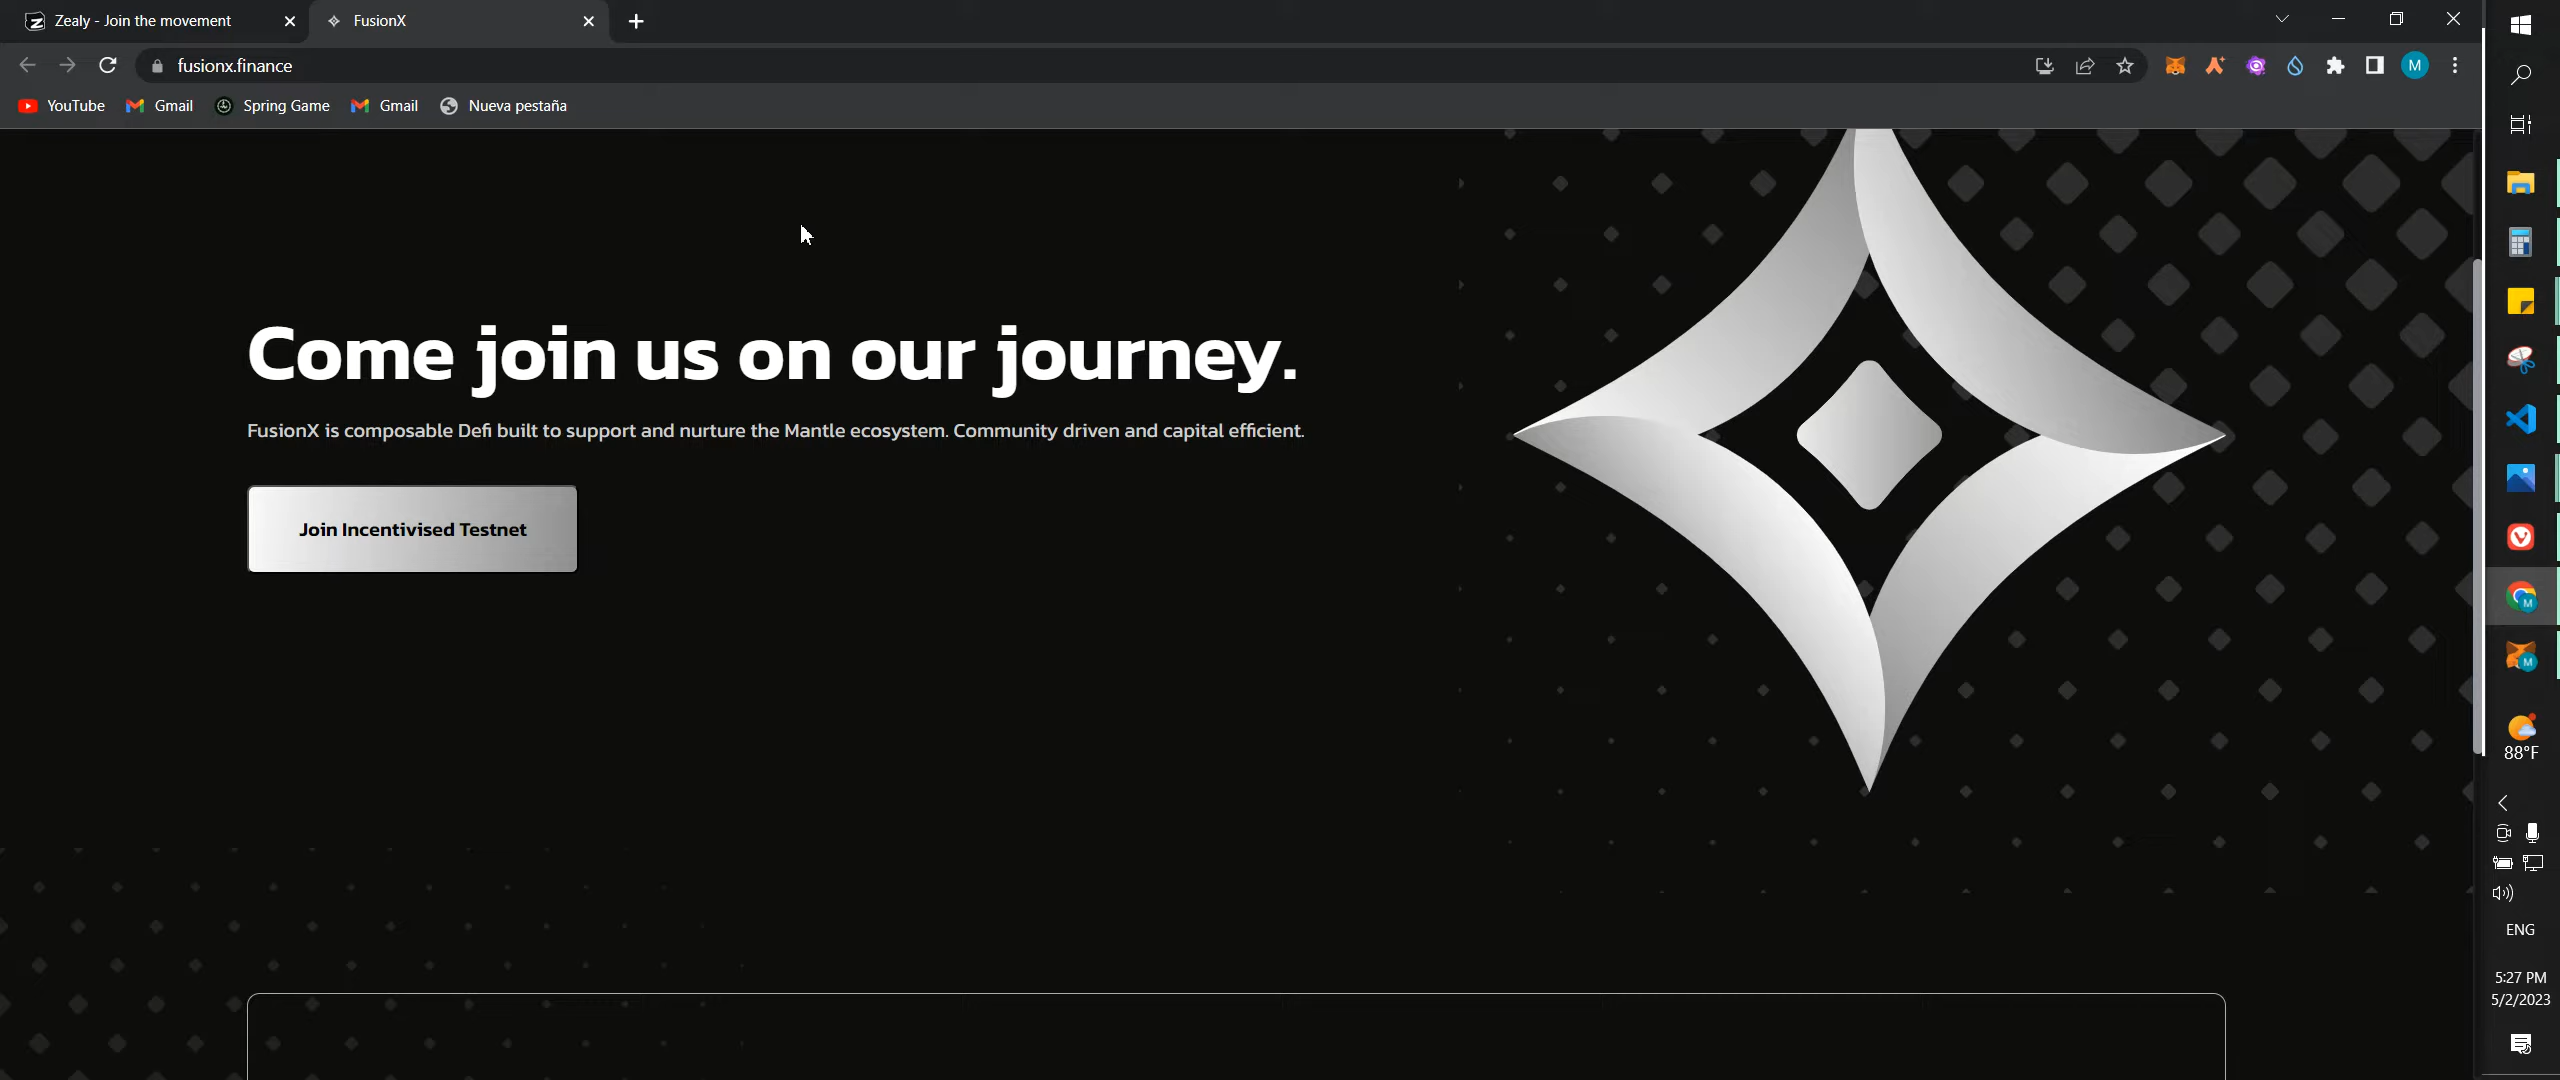 Zealy - Join the movement
FusionX
fusionx.finance
M
YouTube
Gmail
Spring Game
Gmail
Nueva pestaña
Come join us on our journey.
FusionX is composable Defi built to support and nurture the Mantle ecosystem. Community driven and capital efficient.
Join Incentivised Testnet
M
M
88°F
ENG
5:27 PM
5/2/2023